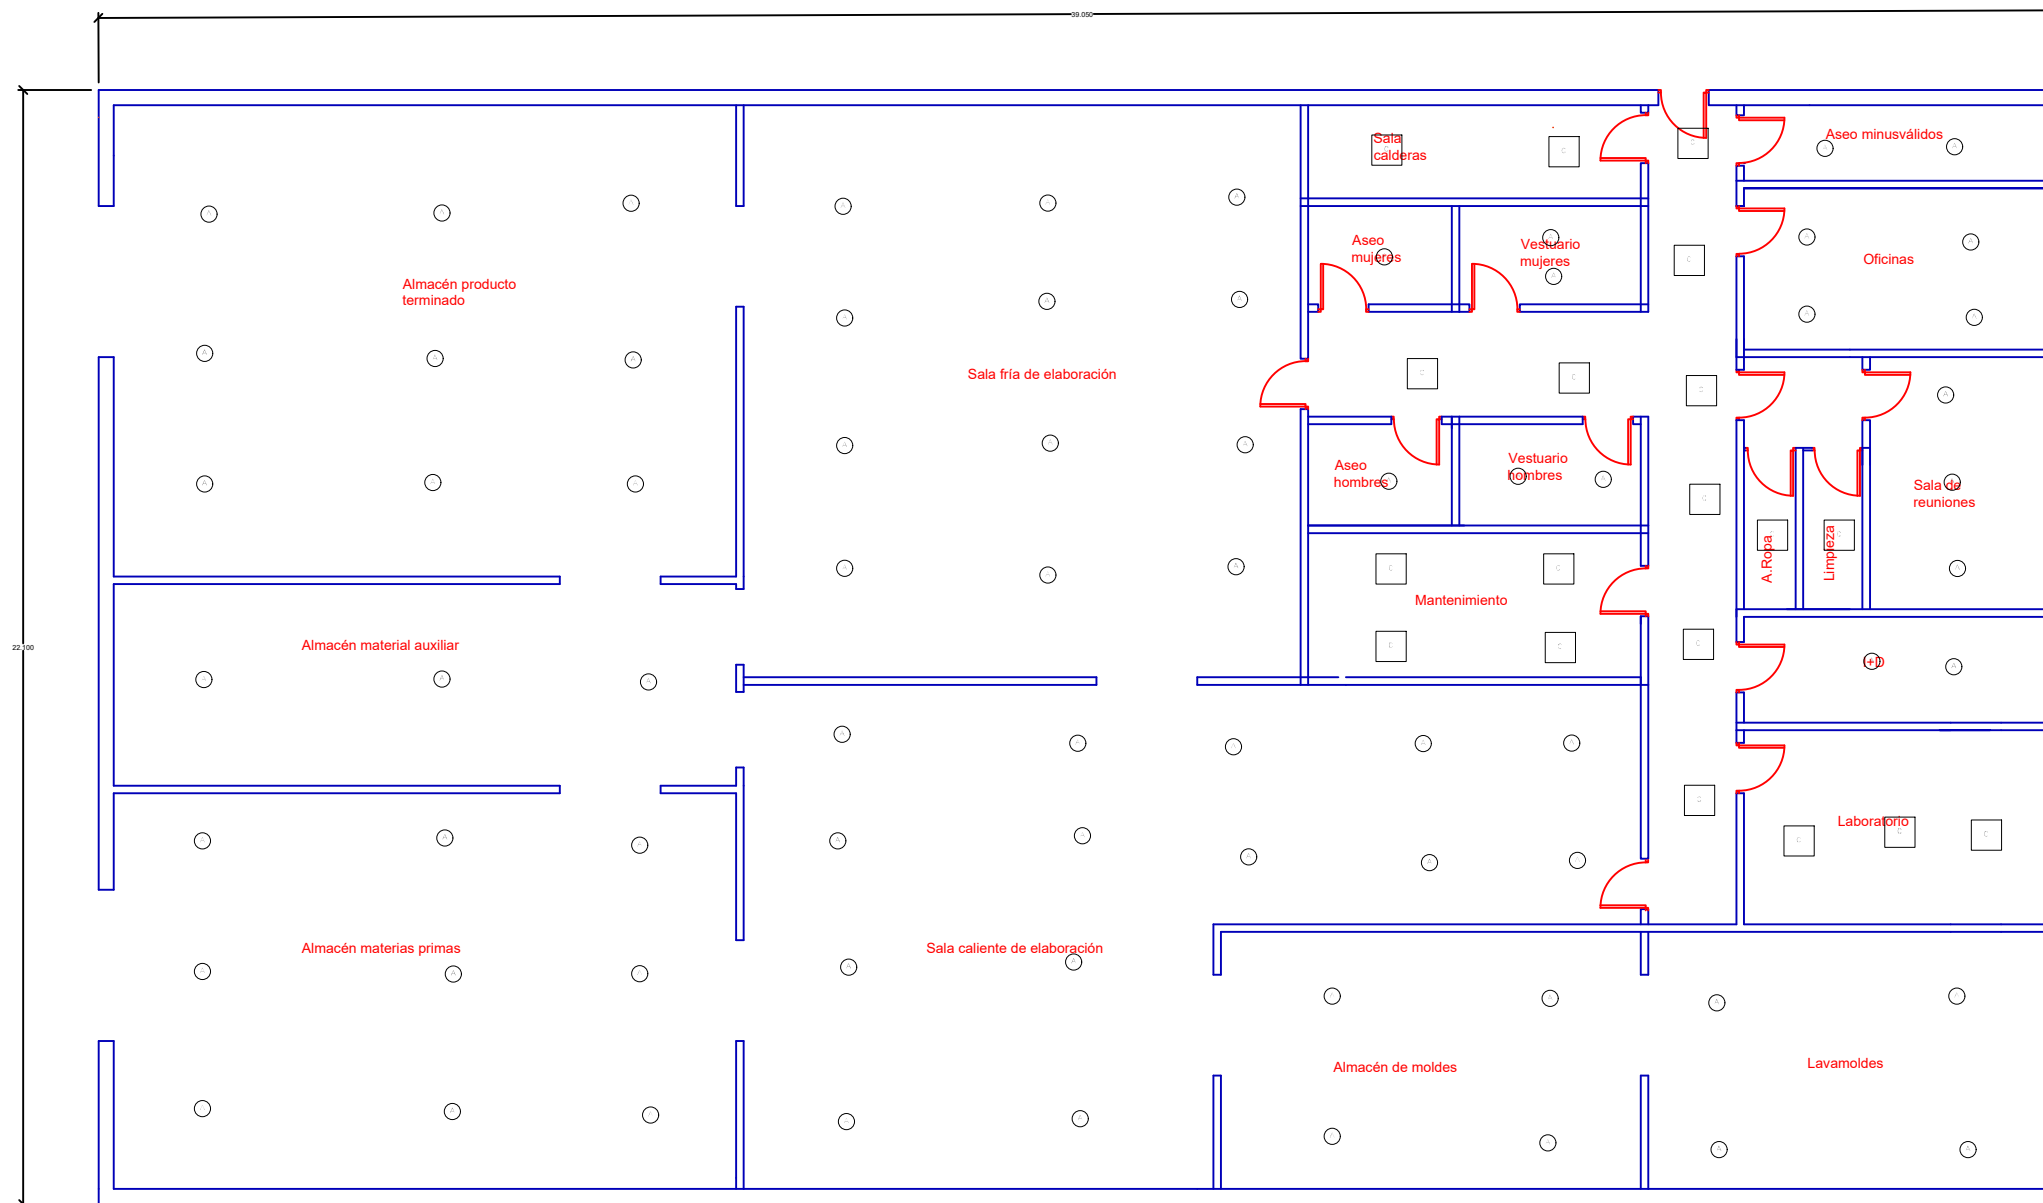 39.050
Sala
calderas
Aseo minusválidos
Aseo
mujeres
Vestuario
mujeres
Oficinas
Almacén producto
terminado
Sala fría de elaboración
Aseo
hombres
Vestuario
hombres
Sala de
reuniones
A.Ropa
Limpieza
Mantenimiento
22.100
Almacén material auxiliar
I+D
Laboratorio
Almacén materias primas
Sala caliente de elaboración
Almacén de moldes
Lavamoldes